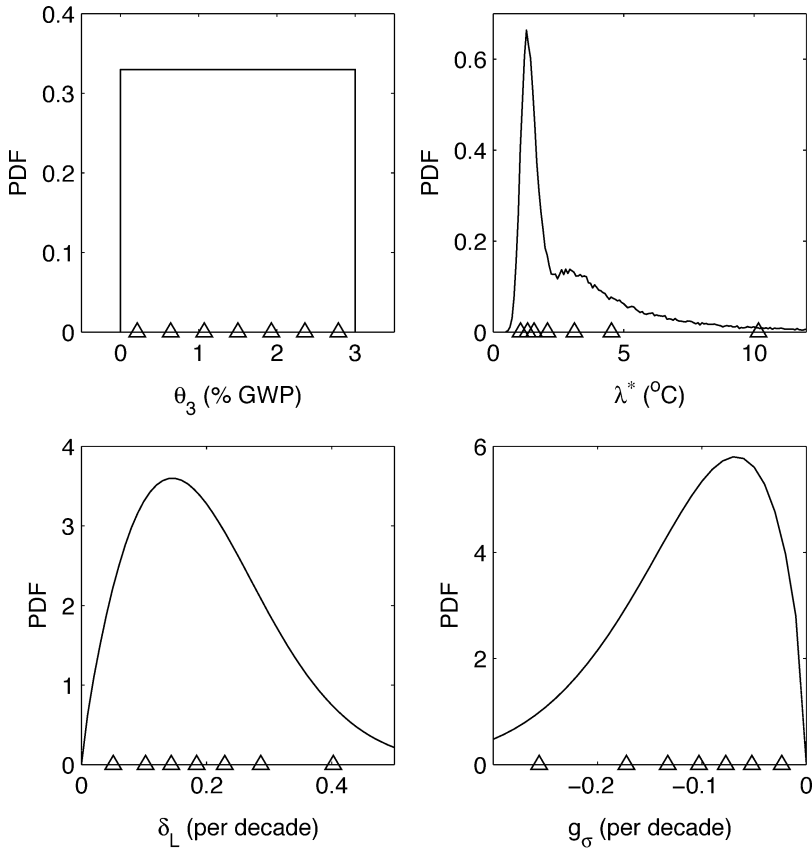 0.4
0.3
0.2
0.1
0
PDF
0 1 2 3
θ3 (% GWP)
0.6
0.4
0.2
0
PDF
0 5 10
λ* (oC)
4
3
2
1
0
PDF
0 0.2 0.4
δL (per decade)
6
4
2
0
PDF
−0.2 −0.1 0
gσ (per decade)